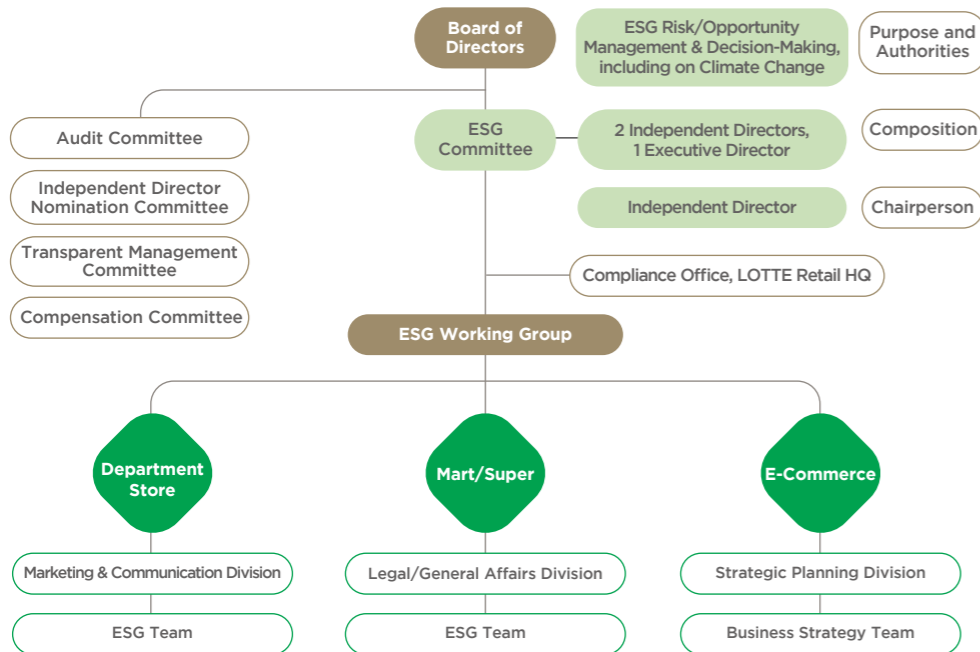 Board of
Directors
ESG Risk/Opportunity
Management & Decision-Making,
including on Climate Change
Purpose and
Authorities
Audit Committee
ESG
Committee
2 Independent Directors,
1 Executive Director
Composition
Independent Director
Nomination Committee
Independent Director
Chairperson
Transparent Management
Committee
Compliance Office, LOTTE Retail HQ
Compensation Committee
ESG Working Group
Department
Store
Mart/Super
E-Commerce
Marketing & Communication Division
Legal/General Affairs Division
Strategic Planning Division
ESG Team
ESG Team
Business Strategy Team